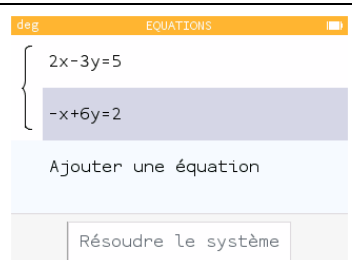 deg EQUATIONS
2x-3y=5
-x+6y=2
Ajouter une équation
Résoudre le système